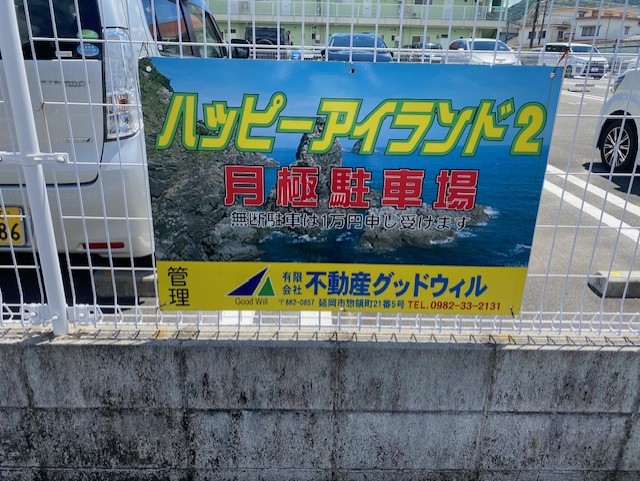 ハッピーアイランド2
月極駐車場
無断駐車は1万円申し受けます
管理
Good Will
有限会社 不動産グッドウィル
〒882-0857 延岡市惣領町21番5号 TEL.0982-33-2131
86